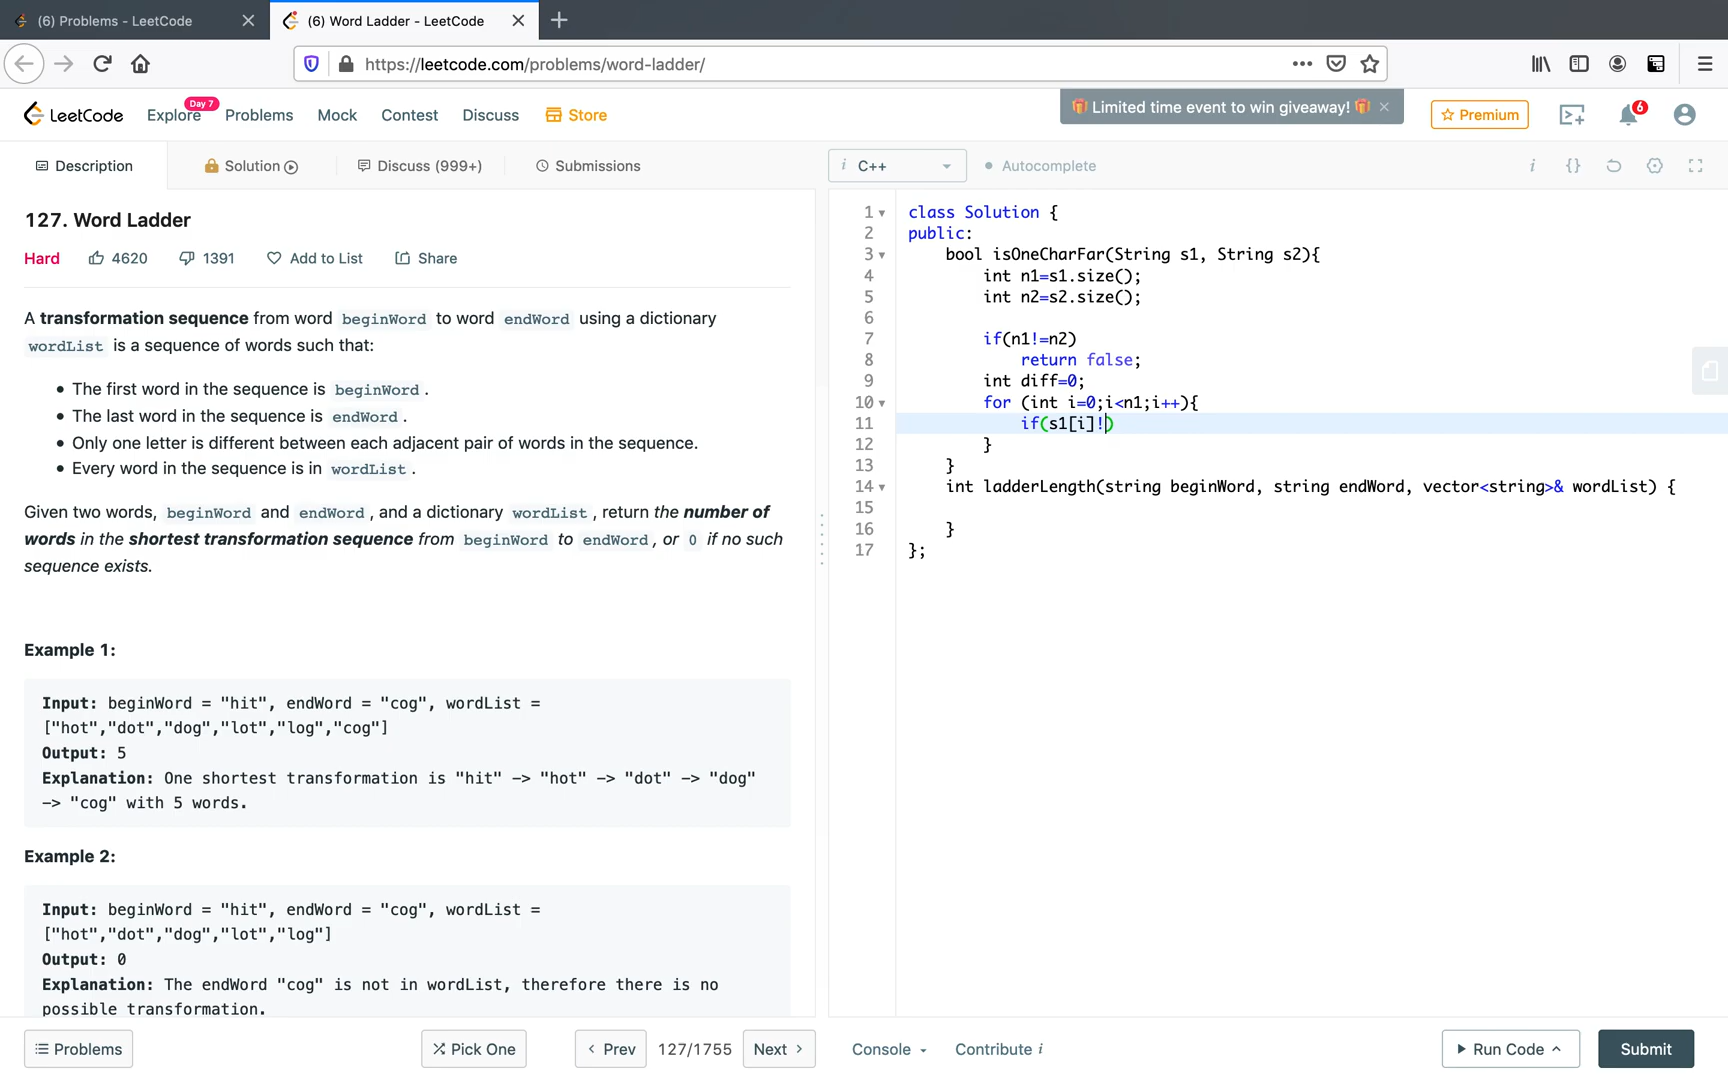 (6) Problems - LeetCode
(6) Word Ladder - LeetCode
https://leetcode.com/problems/word-ladder/
LeetCode
Explore
Day 7
Problems
Mock
Contest
Discuss
Store
Limited time event to win giveaway!
Premium
6
Description
Solution
Discuss (999+)
Submissions
i C++
Autocomplete
i {}
127. Word Ladder
Hard
4620
1391
Add to List
Share
A transformation sequence from word beginWord to word endWord using a dictionary
wordList is a sequence of words such that:
• The first word in the sequence is beginWord.
• The last word in the sequence is endWord.
• Only one letter is different between each adjacent pair of words in the sequence.
• Every word in the sequence is in wordList.
Given two words, beginWord and endWord, and a dictionary wordList, return the number of
words in the shortest transformation sequence from beginWord to endWord, or 0 if no such
sequence exists.
Example 1:
Input: beginWord = "hit", endWord = "cog", wordList =
["hot","dot","dog","lot","log","cog"]
Output: 5
Explanation: One shortest transformation is "hit" -> "hot" -> "dot" -> "dog"
-> "cog" with 5 words.
Example 2:
Input: beginWord = "hit", endWord = "cog", wordList =
["hot","dot","dog","lot","log"]
Output: 0
Explanation: The endWord "cog" is not in wordList, therefore there is no
possible transformation.
1 class Solution {
2 public:
3 bool isOneCharFar(String s1, String s2){
4 int n1=s1.size();
5 int n2=s2.size();
6
7 if(n1!=n2)
8 return false;
9 int diff=0;
10 for (int i=0;i<n1;i++){
11 if(s1[i]!)
12 }
13 }
14 int ladderLength(string beginWord, string endWord, vector<string>& wordList) {
15
16 }
17 };
Problems
Pick One
< Prev
127/1755
Next >
Console
Contribute i
Run Code
Submit